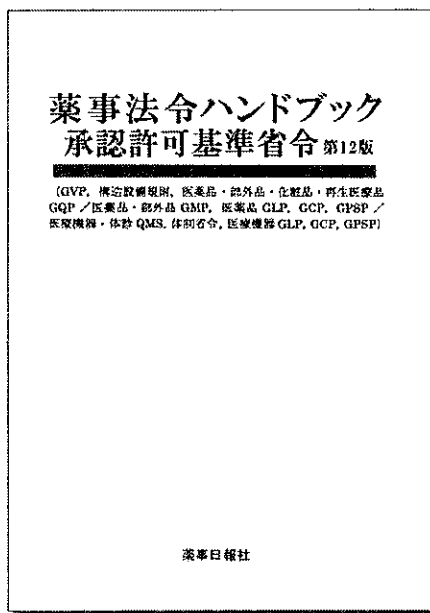 薬事法令ハンドブック
承認許可基準省令 第12版
(GVP, 構造設備規則, 医薬品・部外品・化粧品・再生医療品
GQP／医薬品・部外品 GMP, 医薬品 GLP, GCP, GPSP／
医療機器・体診 QMS, 体制省令, 医療機器 GLP, GCP, GPSP)
薬事日報社